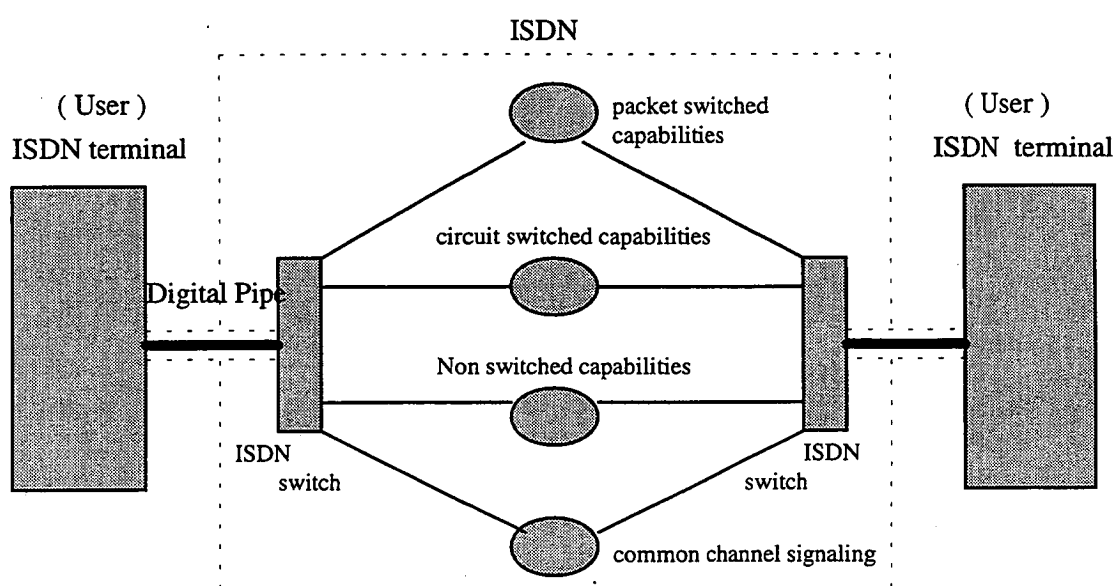 ISDN
( User )
ISDN terminal
( User )
ISDN terminal
packet switched
capabilities
circuit switched capabilities
Digital Pipe
Non switched capabilities
ISDN
switch
ISDN
switch
common channel signaling